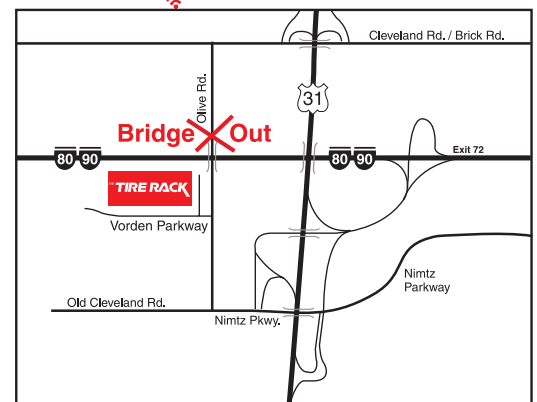 Cleveland Rd. / Brick Rd.
Olive Rd.
31
Bridge Out
80 90
80 90
Exit 72
TIRE RACK
Vorden Parkway
Nimtz
Parkway
Old Cleveland Rd.
Nimtz Pkwy.